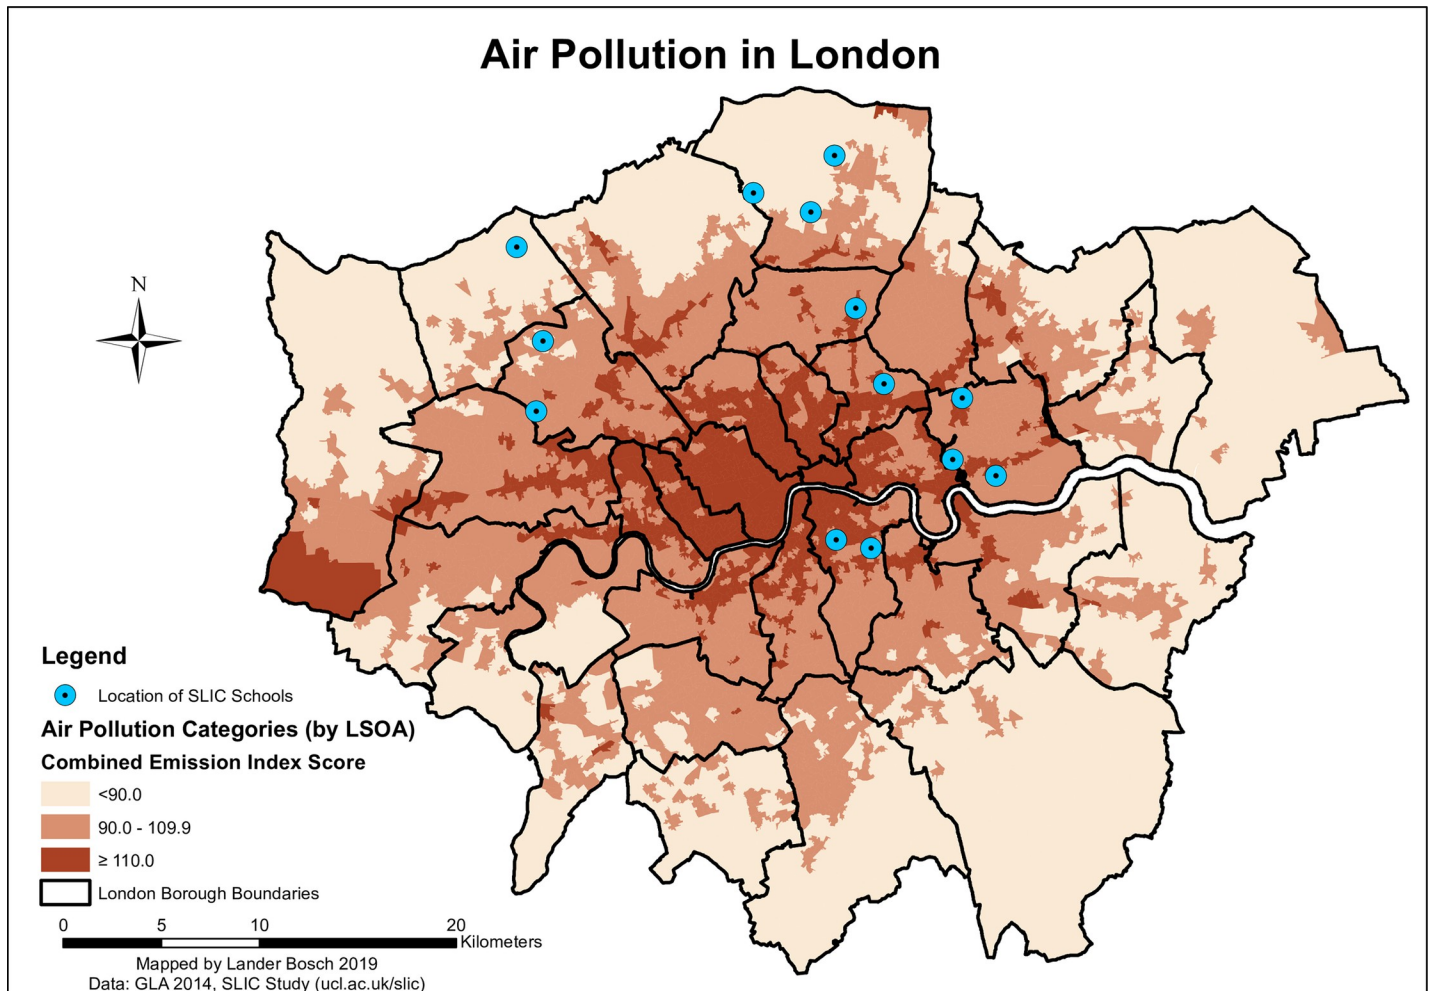 Air Pollution in London
N
Legend
Location of SLIC Schools
Air Pollution Categories (by LSOA)
Combined Emission Index Score
<90.0
90.0 - 109.9
≥ 110.0
London Borough Boundaries
0 5 10 20
Kilometers
Mapped by Lander Bosch 2019
Data: GLA 2014, SLIC Study (ucl.ac.uk/slic)